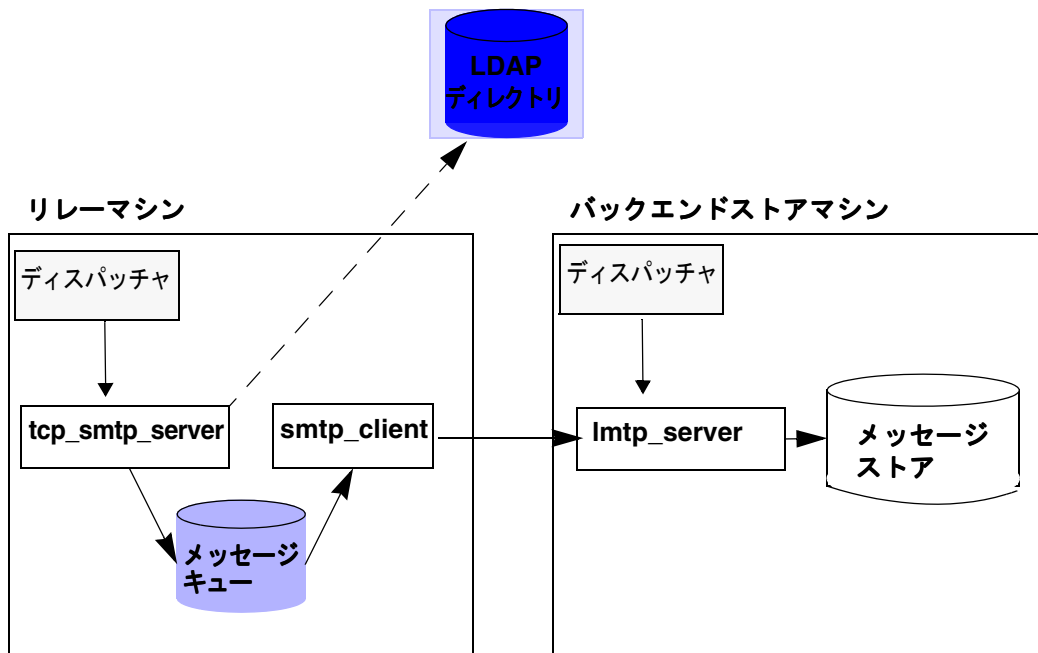 LDAP
ディレクトリ
リレーマシン
バックエンドストアマシン
ディスパッチャ
ディスパッチャ
tcp_smtp_server
smtp_client
lmtp_server
メッセージ
ストア
メッセージ
キュー